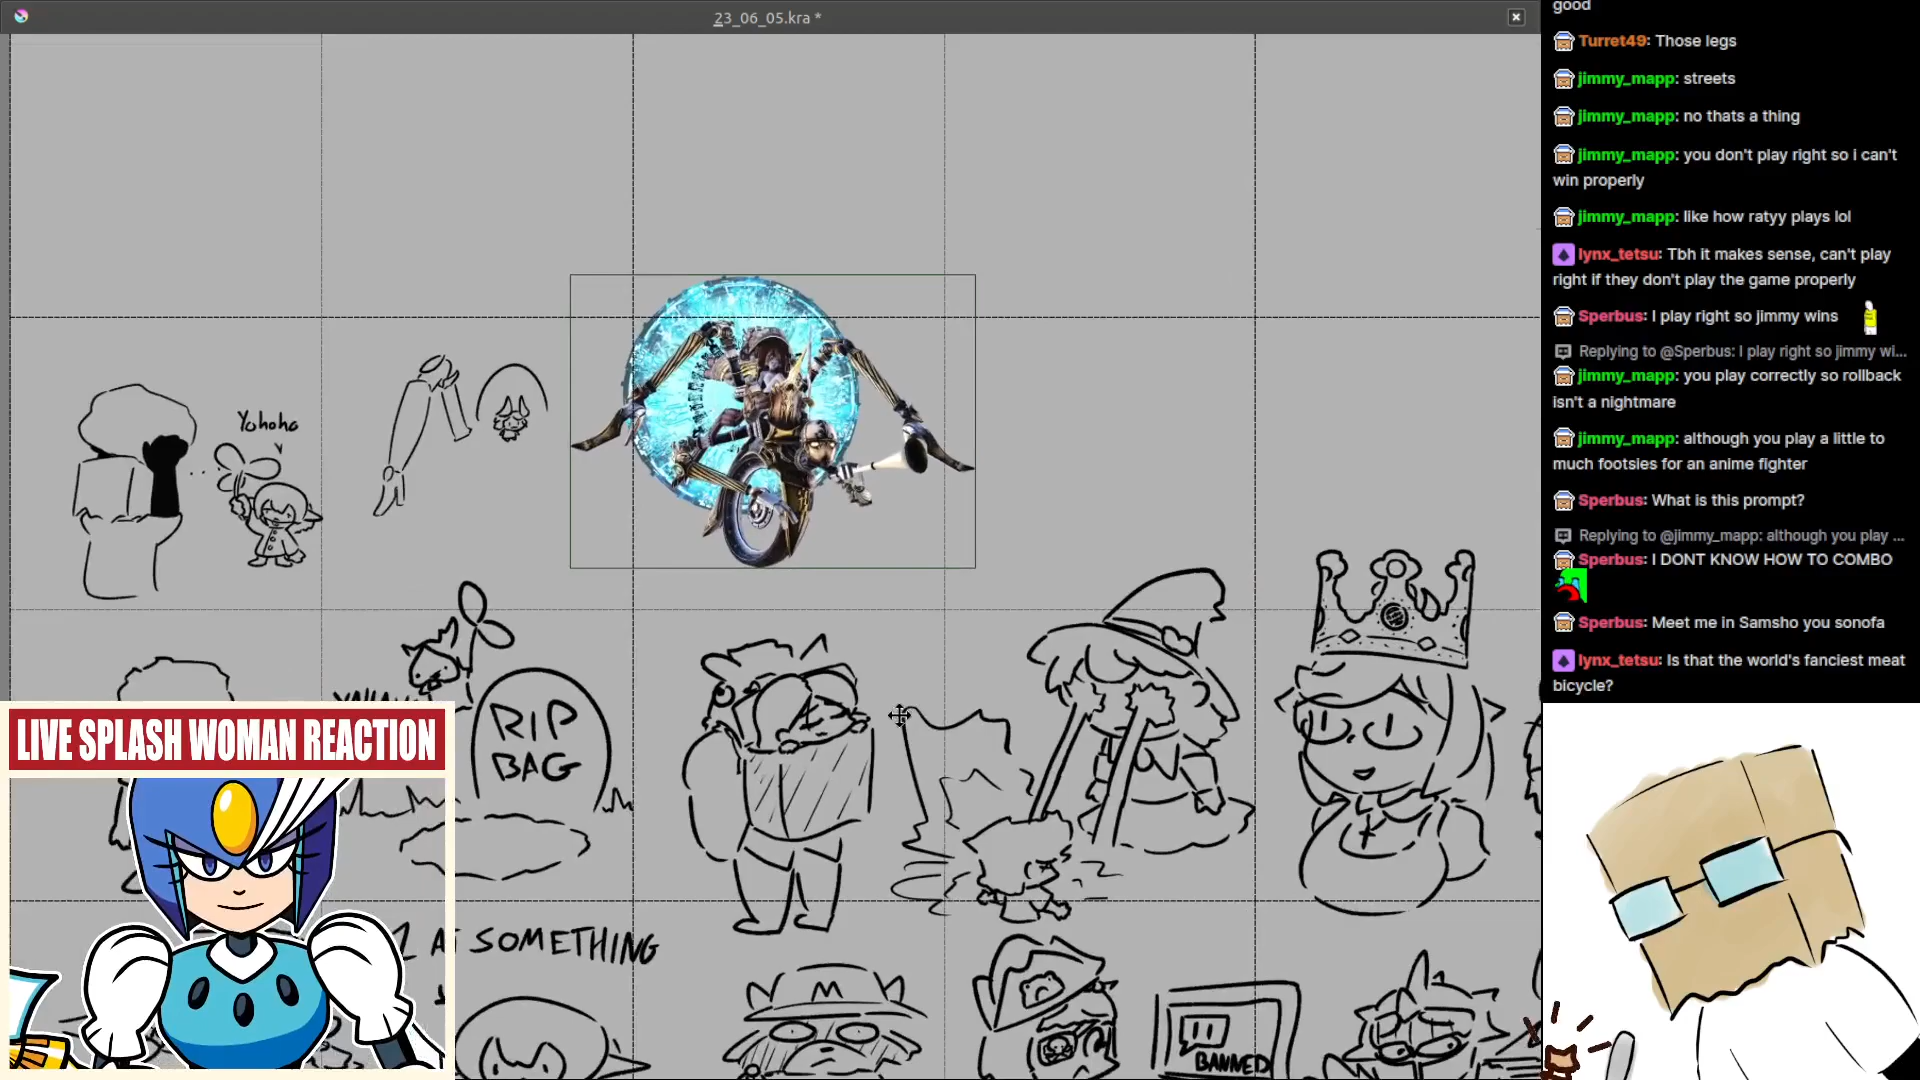 23_06_05.kra *
good
Turret49: Those legs
jimmy_mapp: streets
jimmy_mapp: no thats a thing
jimmy_mapp: you don't play right so i can't
win properly
jimmy_mapp: like how ratyy plays lol
lynx_tetsu: Tbh it makes sense, can't play
right if they don't play the game properly
Sperbus: I play right so jimmy wins
Replying to @Sperbus: I play right so jimmy wi...
jimmy_mapp: you play correctly so rollback
isn't a nightmare
jimmy_mapp: although you play a little to
much footsies for an anime fighter
Sperbus: What is this prompt?
Replying to @jimmy_mapp: although you play ...
Sperbus: I DONT KNOW HOW TO COMBO
Sperbus: Meet me in Samsho you sonofa
lynx_tetsu: Is that the world's fanciest meat
bicycle?
Yohoho
RIP
BAG
LIVE SPLASH WOMAN REACTION
SOMETHING
M
BANNED